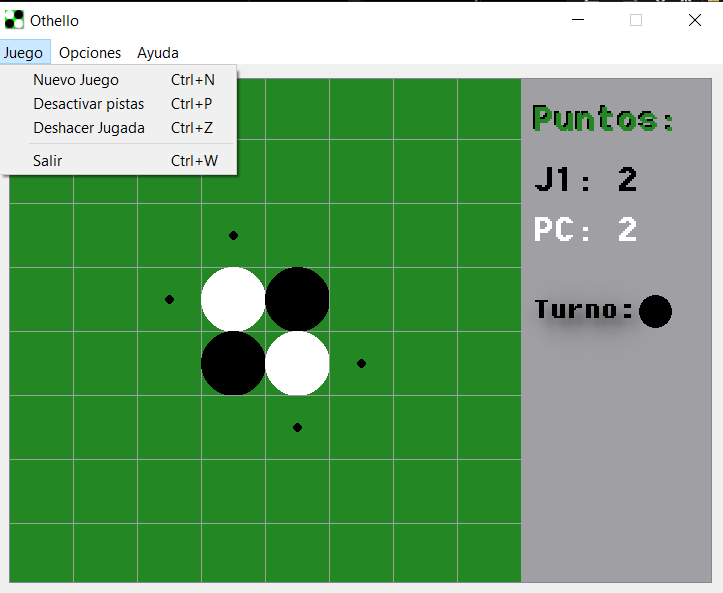 Othello
Juego Opciones Ayuda
Nuevo Juego Ctrl+N
Desactivar pistas Ctrl+P
Deshacer Jugada Ctrl+Z
Salir Ctrl+W
Puntos:
J1: 2
PC: 2
Turno: